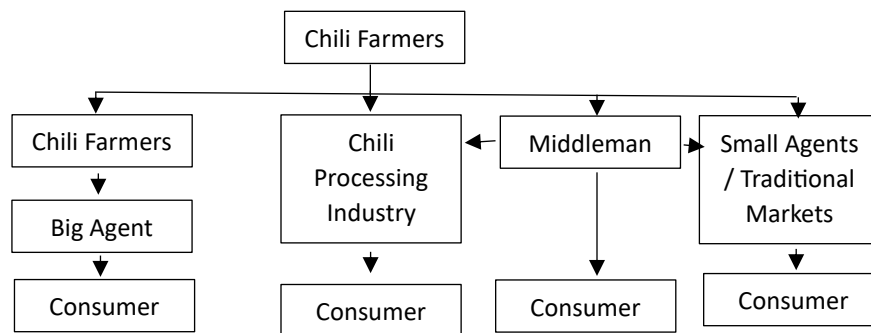 Chili Farmers
Chili Farmers
Chili
Processing
Industry
Middleman
Small Agents
/ Traditional
Markets
Big Agent
Consumer
Consumer
Consumer
Consumer